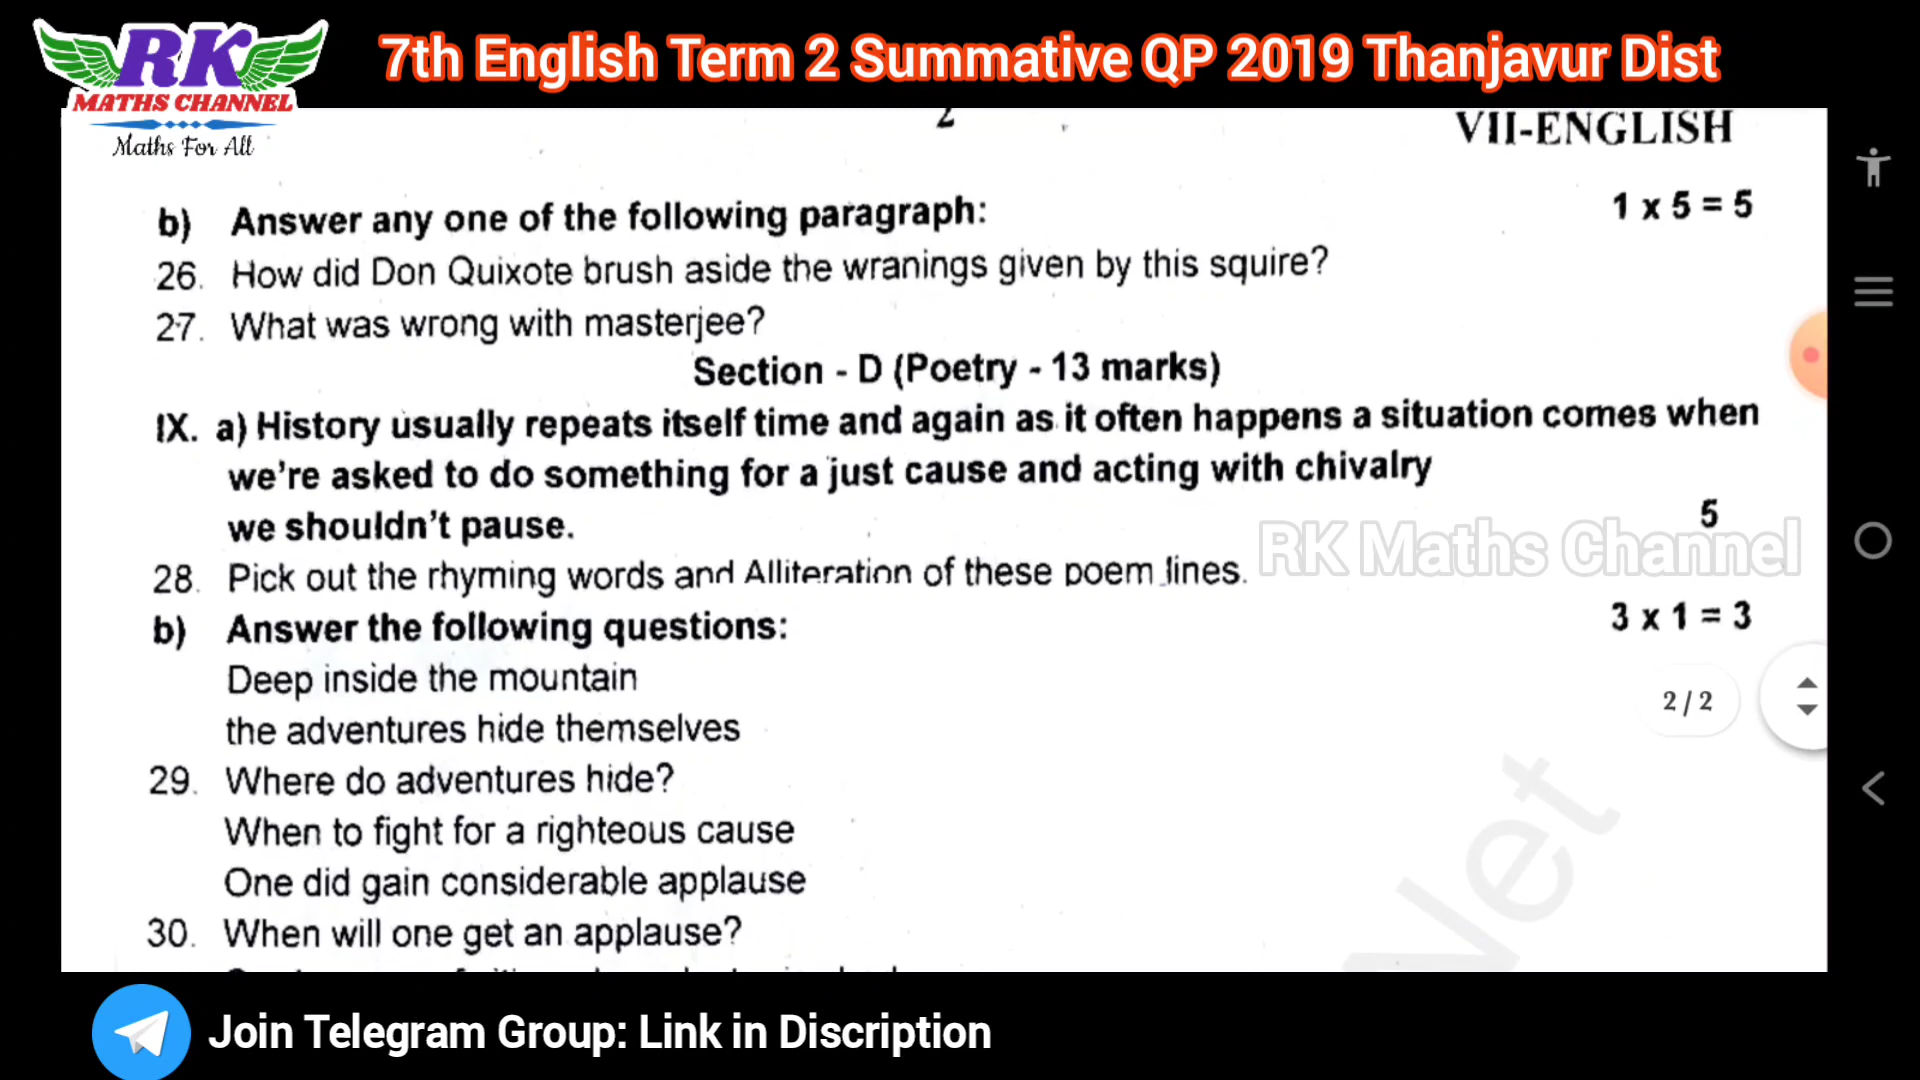 RK
MATHS CHANNEL
Maths For All
7th English Term 2 Summative QP 2019 Thanjavur Dist
2
VII-ENGLISH
b) Answer any one of the following paragraph: 1 x 5 = 5
26. How did Don Quixote brush aside the wranings given by this squire?
27. What was wrong with masterjee?
Section - D (Poetry - 13 marks)
IX. a) History usually repeats itself time and again as it often happens a situation comes when
we're asked to do something for a just cause and acting with chivalry
we shouldn't pause. 5
RK Maths Channel
28. Pick out the rhyming words and Alliteration of these poem lines.
b) Answer the following questions: 3 x 1 = 3
Deep inside the mountain
the adventures hide themselves
2 / 2
29. Where do adventures hide?
When to fight for a righteous cause
One did gain considerable applause
30. When will one get an applause?
Net
Join Telegram Group: Link in Discription